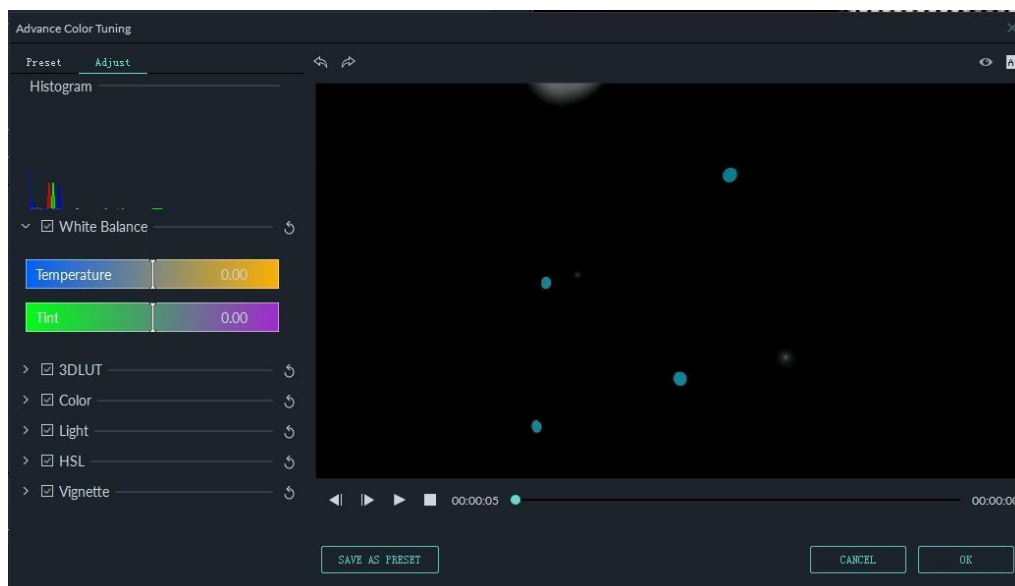 Advance Color Tuning
Preset Adjust
Histogram
White Balance
Temperature 0.00
Tint 0.00
3DLUT
Color
Light
HSL
Vignette
00:00:05
SAVE AS PRESET
CANCEL
OK